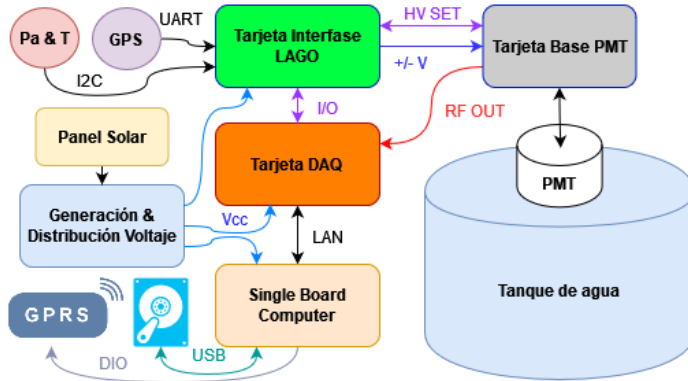 Pa & T
GPS
UART
I2C
Tarjeta Interfase
LAGO
HV SET
+/- V
Tarjeta Base PMT
I/O
RF OUT
Panel Solar
Tarjeta DAQ
PMT
Generación &
Distribución Voltaje
Vcc
LAN
GPRS
Single Board
Computer
Tanque de agua
USB
DIO